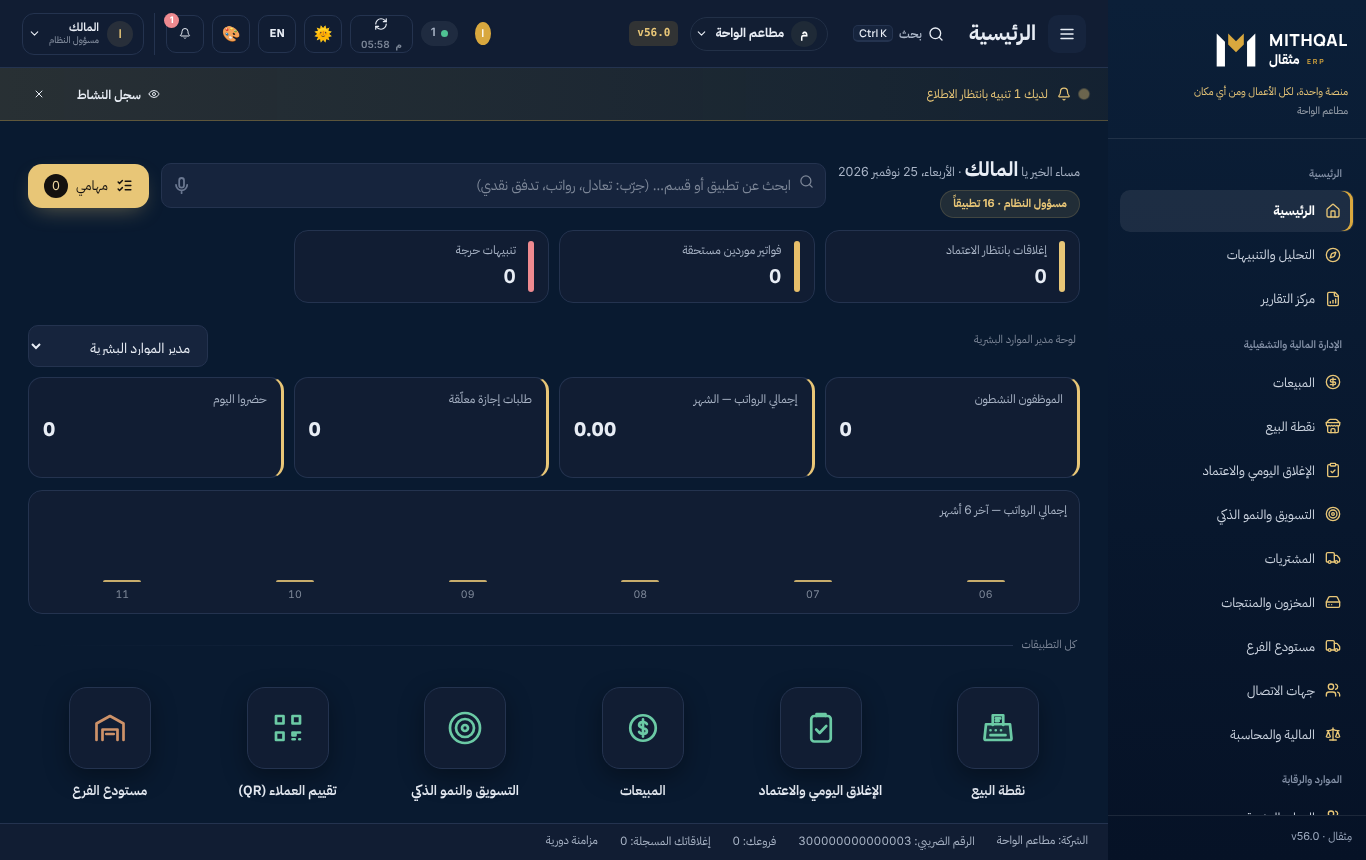 MITHQAL
مثقال ERP
منصة واحدة، لكل الأعمال ومن أي مكان
مطاعم الواحة
الرئيسية
الرئيسية
التحليل والتنبيهات
مركز التقارير
الإدارة المالية والتشغيلية
المبيعات
نقطة البيع
الإغلاق اليومي والاعتماد
التسويق والنمو الذكي
المشتريات
المخزون والمنتجات
مستودع الفرع
جهات الاتصال
المالية والمحاسبة
الموارد والرقابة
مثقال · v56.0
الرئيسية
بحث Ctrl K
م مطاعم الواحة
v56.0
ا
1
05:58 م
EN
1
ا المالك
مسؤول النظام
لديك 1 تنبيه بانتظار الاطلاع
سجل النشاط
مساء الخير يا المالك · الأربعاء، 25 نوفمبر 2026
مسؤول النظام · 16 تطبيقاً
ابحث عن تطبيق أو قسم... (جرّب: تعادل، رواتب، تدفق نقدي)
مهامي 0
إغلاقات بانتظار الاعتماد
0
فواتير موردين مستحقة
0
تنبيهات حرجة
0
لوحة مدير الموارد البشرية
مدير الموارد البشرية
الموظفون النشطون
0
إجمالي الرواتب — الشهر
0.00
طلبات إجازة معلّقة
0
حضروا اليوم
0
إجمالي الرواتب — آخر 6 أشهر
06
07
08
09
10
11
كل التطبيقات
نقطة البيع
الإغلاق اليومي والاعتماد
المبيعات
التسويق والنمو الذكي
تقييم العملاء (QR)
مستودع الفرع
الشركة: مطاعم الواحة
الرقم الضريبي: 300000000000003
فروعك: 0
إغلاقاتك المسجلة: 0
مزامنة دورية